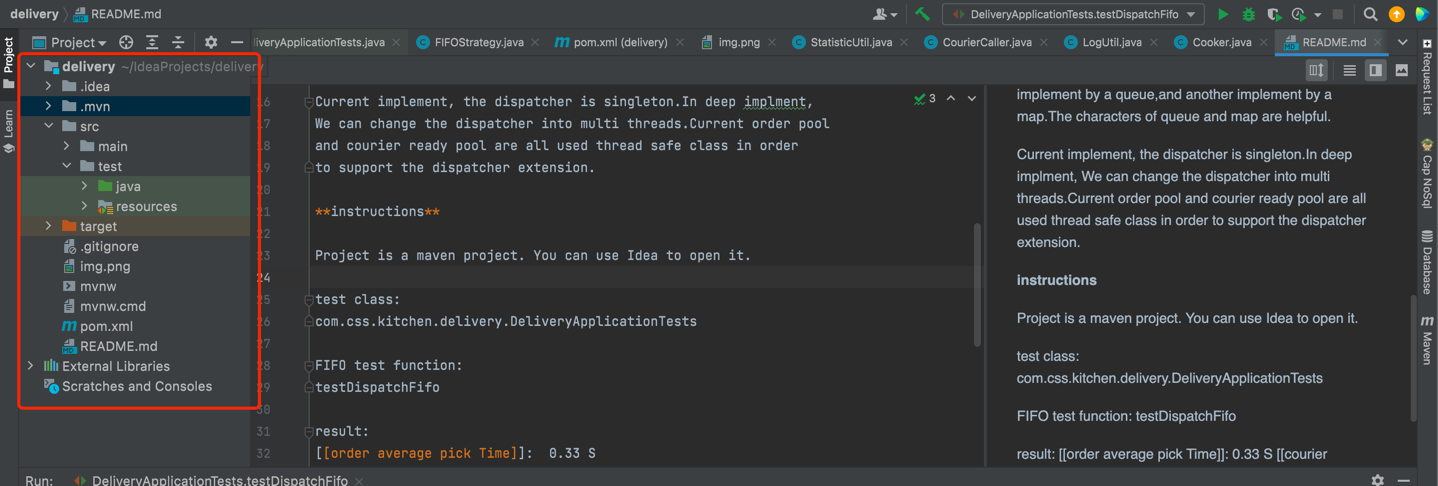 delivery README.md
DeliveryApplicationTests.testDispatchFifo
Project
liveryApplicationTests.java FIFOStrategy.java pom.xml (delivery) img.png StatisticUtil.java CourierCaller.java LogUtil.java Cooker.java README.md
Project
Learn
delivery ~/IdeaProjects/delivery
.idea
.mvn
src
main
test
java
resources
target
.gitignore
img.png
mvnw
mvnw.cmd
pom.xml
README.md
External Libraries
Scratches and Consoles
3
16 Current implement, the dispatcher is singleton.In deep implment,
17 We can change the dispatcher into multi threads.Current order pool
18 and courier ready pool are all used thread safe class in order
19 to support the dispatcher extension.
20
21 **instructions**
22
23 Project is a maven project. You can use Idea to open it.
24
25 test class:
26 com.css.kitchen.delivery.DeliveryApplicationTests
27
28 FIFO test function:
29 testDispatchFifo
30
31 result:
32 [[order average pick Time]]: 0.33 S
implement by a queue,and another implement by a
map.The characters of queue and map are helpful.
Current implement, the dispatcher is singleton.In deep
implment, We can change the dispatcher into multi
threads.Current order pool and courier ready pool are all
used thread safe class in order to support the dispatcher
extension.
instructions
Project is a maven project. You can use Idea to open it.
test class:
com.css.kitchen.delivery.DeliveryApplicationTests
FIFO test function: testDispatchFifo
result: [[order average pick Time]]: 0.33 S [[courier
Request List
Cap NoSql
Database
Maven
Run: DeliveryApplicationTests.testDispatchFifo